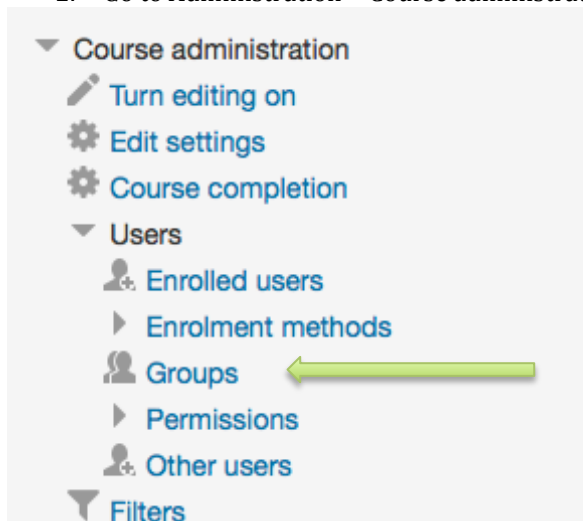 Course administration
Turn editing on
Edit settings
Course completion
Users
Enrolled users
Enrolment methods
Groups
Permissions
Other users
Filters